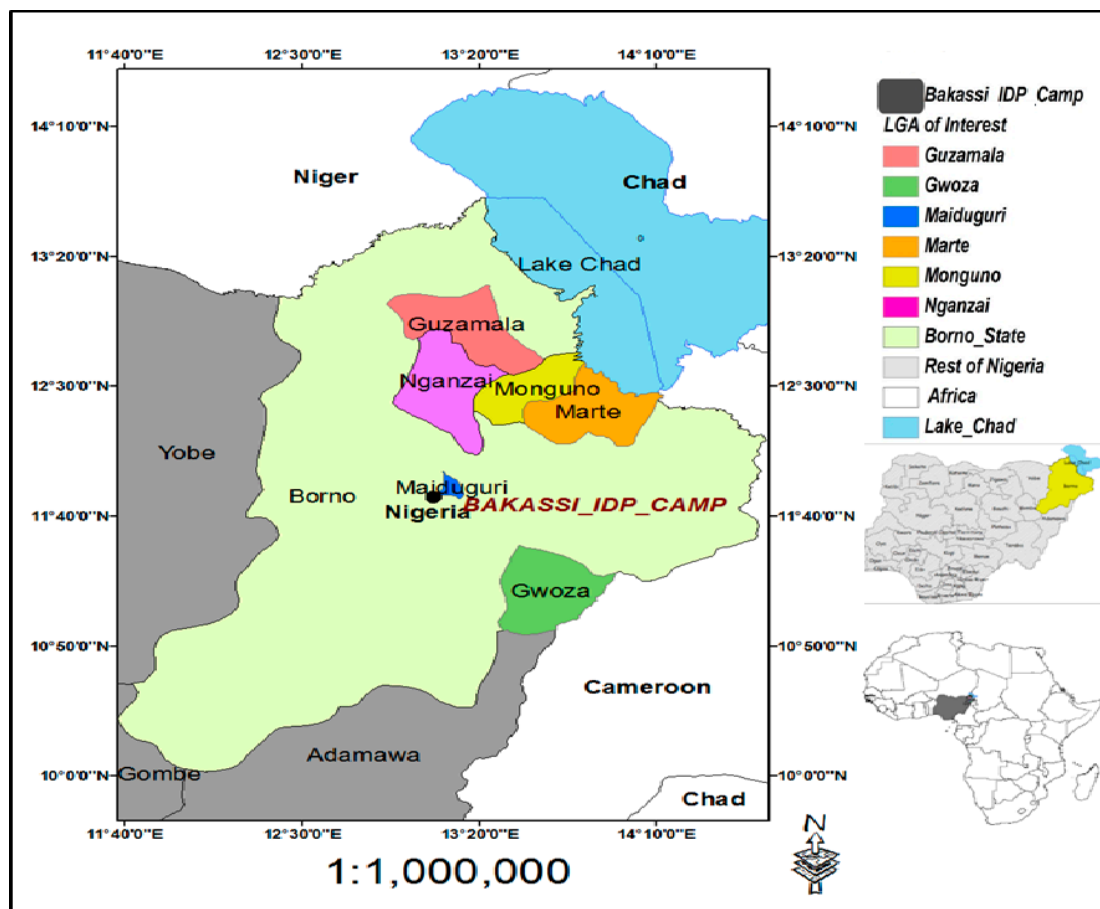 11°40'0"E 12°30'0"E 13°20'0"E 14°10'0"E
14°10'0"N 14°10'0"N
Niger
Chad
13°20'0"N Lake Chad 13°20'0"N
Guzamala
12°30'0"N Nganzai Monguno 12°30'0"N
Marte
Yobe
Borno Maiduguri
Nigeria BAKASSI_IDP_CAMP
11°40'0"N 11°40'0"N
Gwoza
10°50'0"N 10°50'0"N
Cameroon
Adamawa
10°0'0"N Gombe 10°0'0"N
Chad
11°40'0"E 12°30'0"E 13°20'0"E 14°10'0"E
1:1,000,000
N
Bakassi IDP Camp
LGA of Interest
Guzamala
Gwoza
Maiduguri
Marte
Monguno
Nganzai
Borno_State
Rest of Nigeria
Africa
Lake_Chad
Lake Chad
Borno